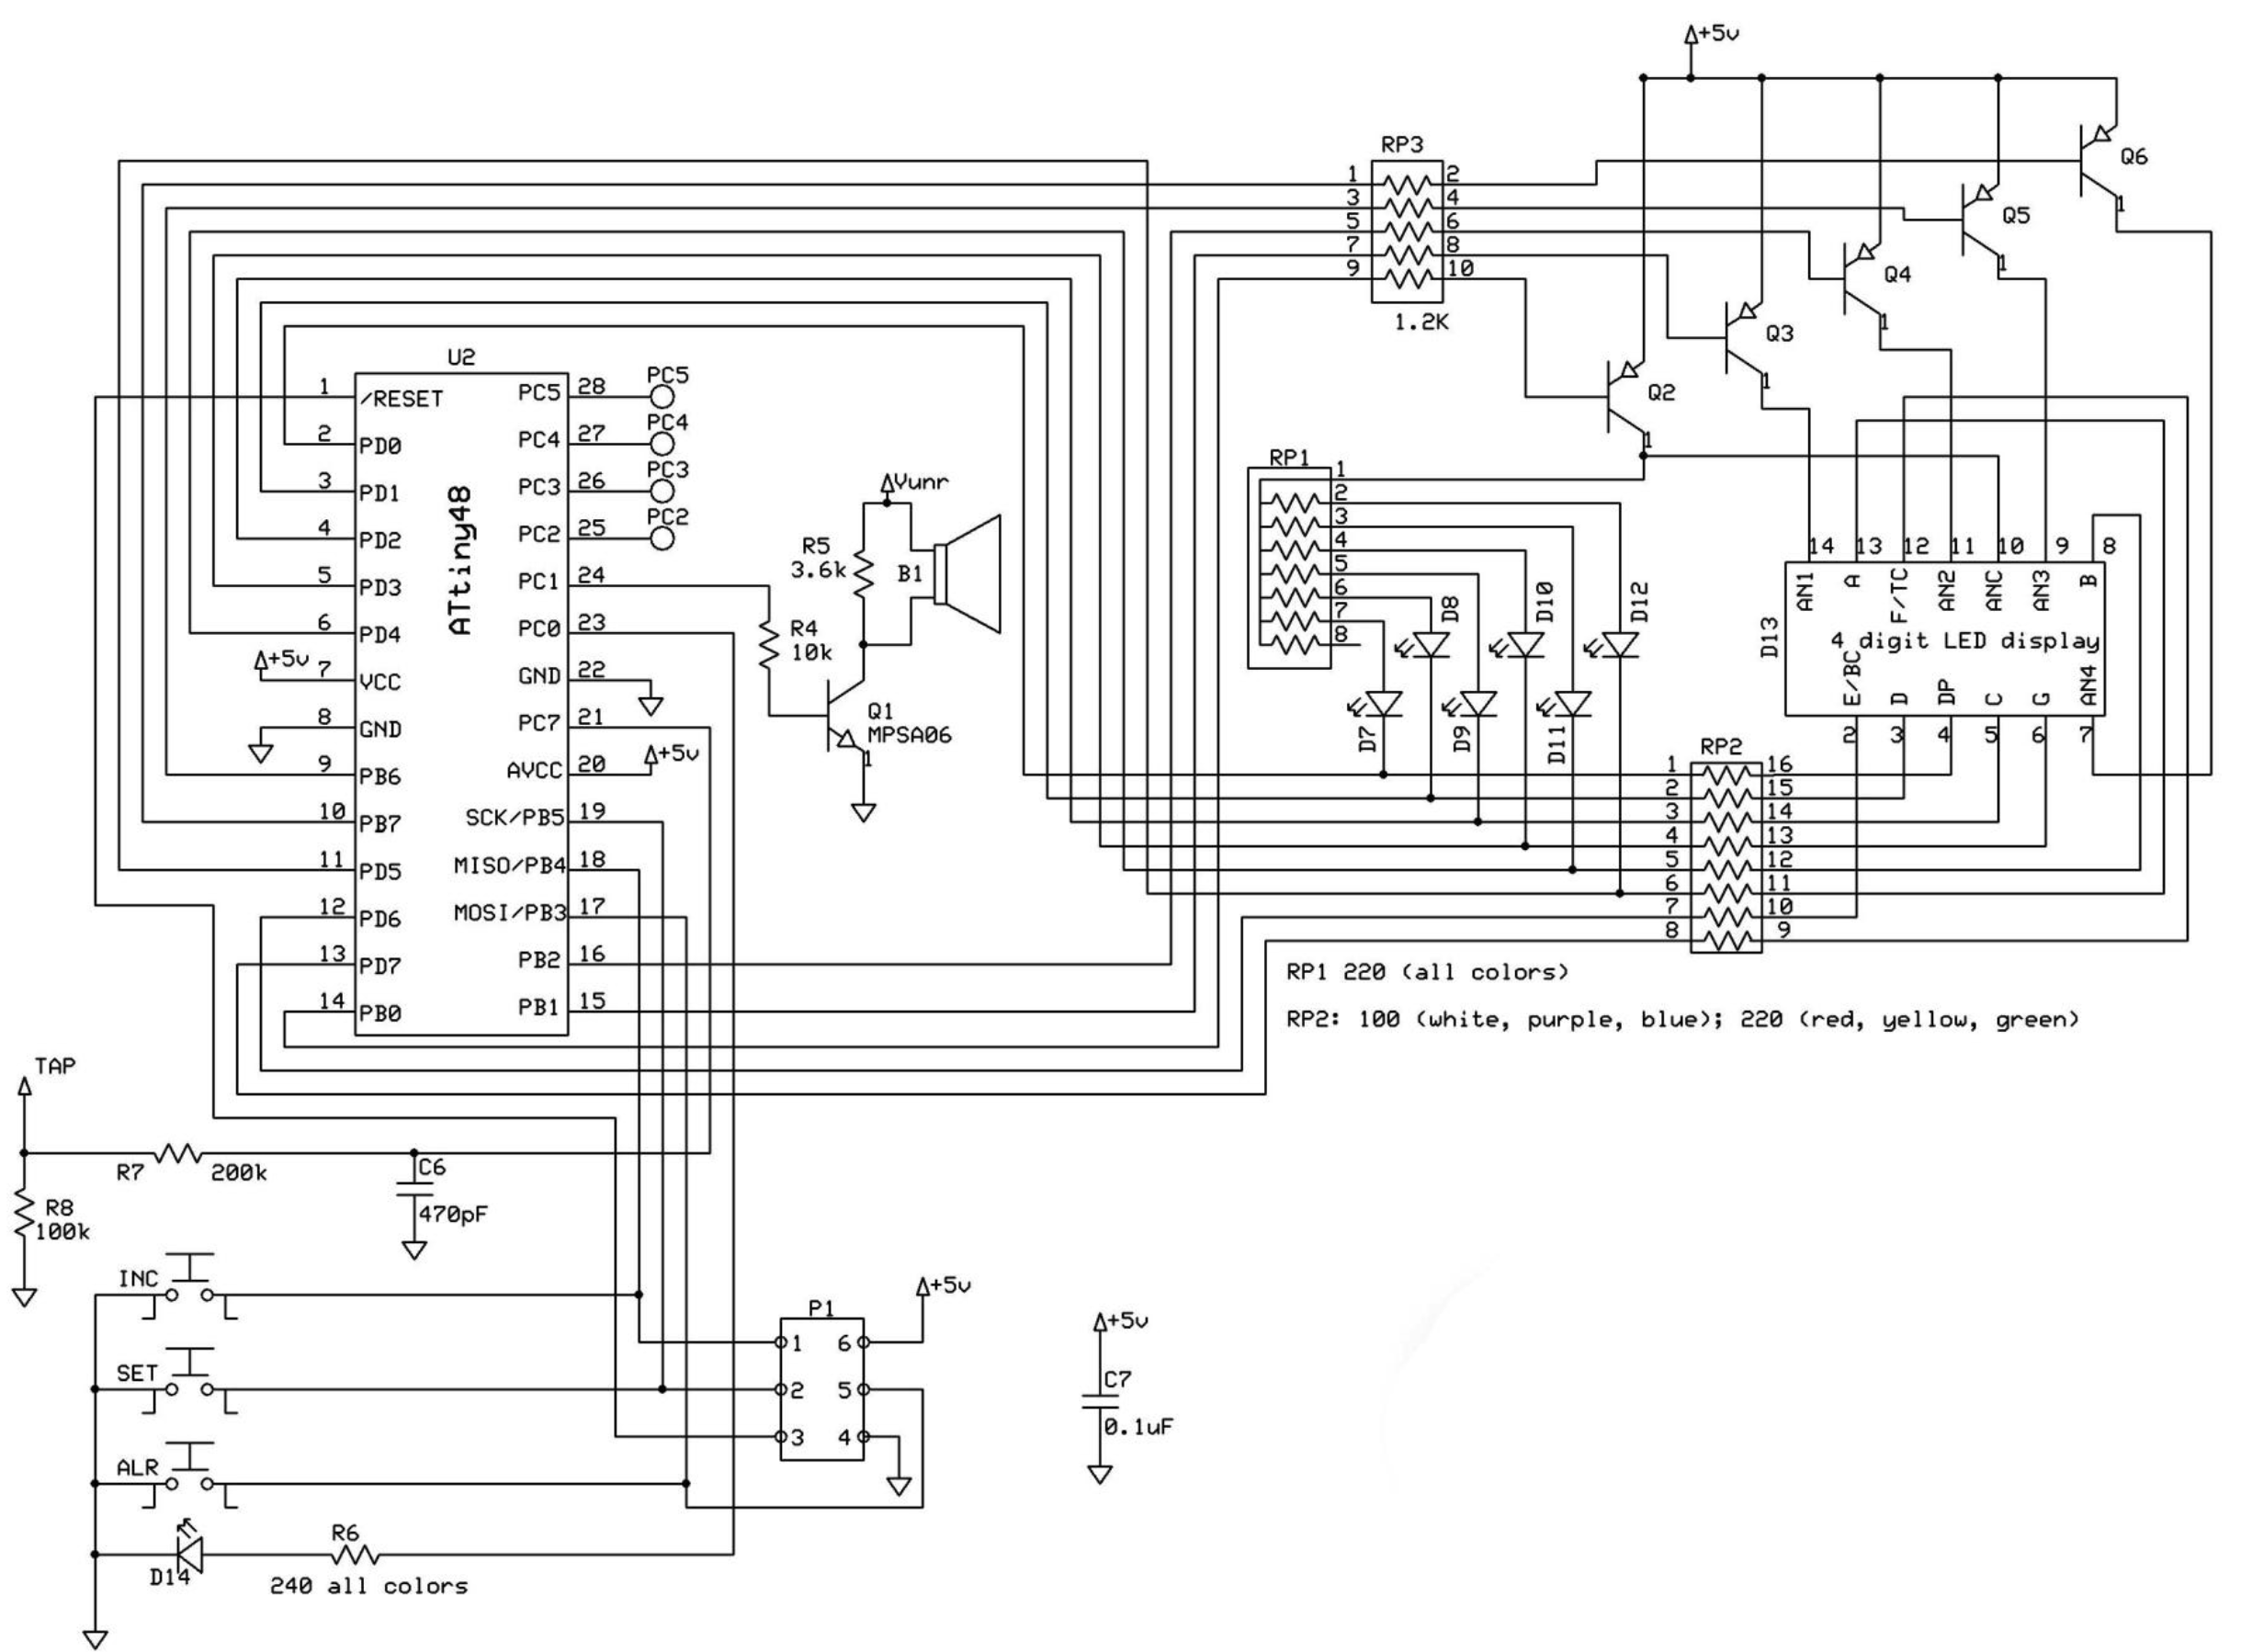 +5v
RP3
1 2
3 4
5 6
7 8
9 10
1.2K
Q6
1
Q5
1
Q4
1
Q3
1
Q2
1
U2
ATtiny48
1 /RESET
2 PD0
3 PD1
4 PD2
5 PD3
6 PD4
+5v 7 VCC
8 GND
9 PB6
10 PB7
11 PD5
12 PD6
13 PD7
14 PB0
PC5 28 PC5
PC4 27 PC4
PC3 26 PC3
PC2 25 PC2
PC1 24
PC0 23
GND 22
PC7 21
AVCC 20 +5v
SCK/PB5 19
MISO/PB4 18
MOSI/PB3 17
PB2 16
PB1 15
Vunr
R5
3.6k
B1
R4
10k
Q1
MPSA06
1
RP1
1
2
3
4
5
6
7
8
D8
D10
D12
D7
D9
D11
14 13 12 11 10 9 8
AN1 A F/TC AN2 ANC AN3 B
D13
4 digit LED display
E/BC D DP C G AN4
2 3 4 5 6 7
RP2
1 16
2 15
3 14
4 13
5 12
6 11
7 10
8 9
RP1 220 (all colors)
RP2: 100 (white, purple, blue); 220 (red, yellow, green)
TAP
R7 200k
C6
470pF
R8
100k
INC
SET
ALR
D14
R6
240 all colors
P1
+5v
1 6
2 5
3 4
+5v
C7
0.1uF